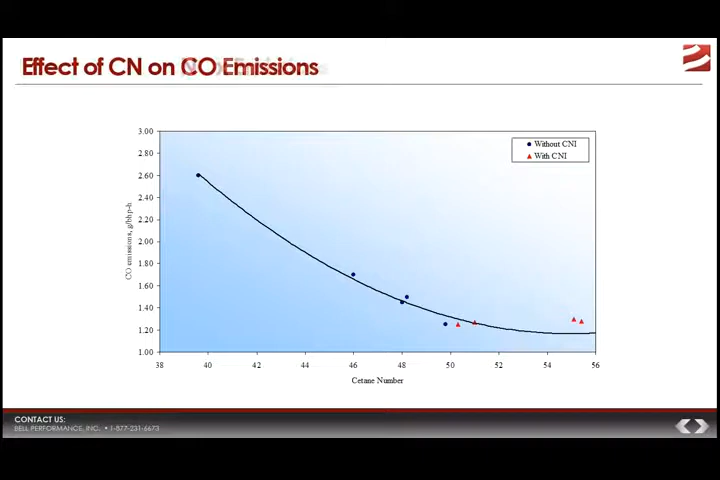 Effect of CN on CO Emissions
Without CNI
With CNI
3.00
2.80
2.60
2.40
2.20
2.00
1.80
1.60
1.40
1.20
1.00
CO emissions, g/bhp-h
38 40 42 44 46 48 50 52 54 56
Cetane Number
CONTACT US:
BELL PERFORMANCE, INC. • 1-877-231-6673